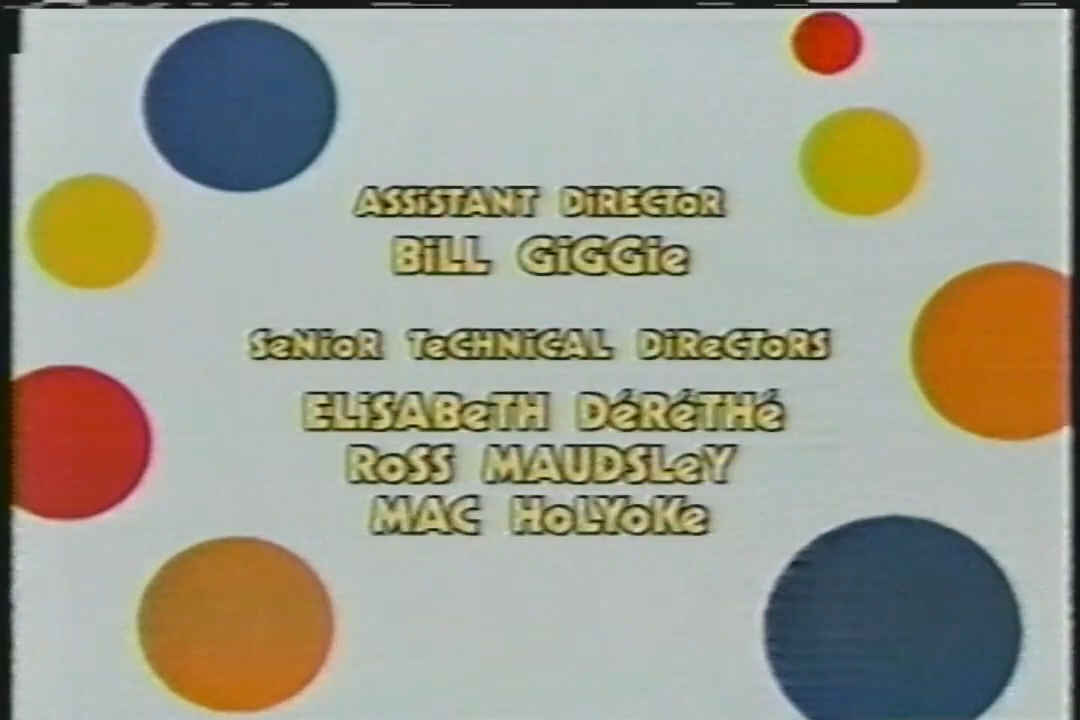 ASSiSTANT DiRECToR
BiLL GiGGie
SeNioR TeCHNiCAL DiReCToRS
ELiSABeTH DéRéTHé
RoSS MAUDSLeY
MAC HoLYoKe